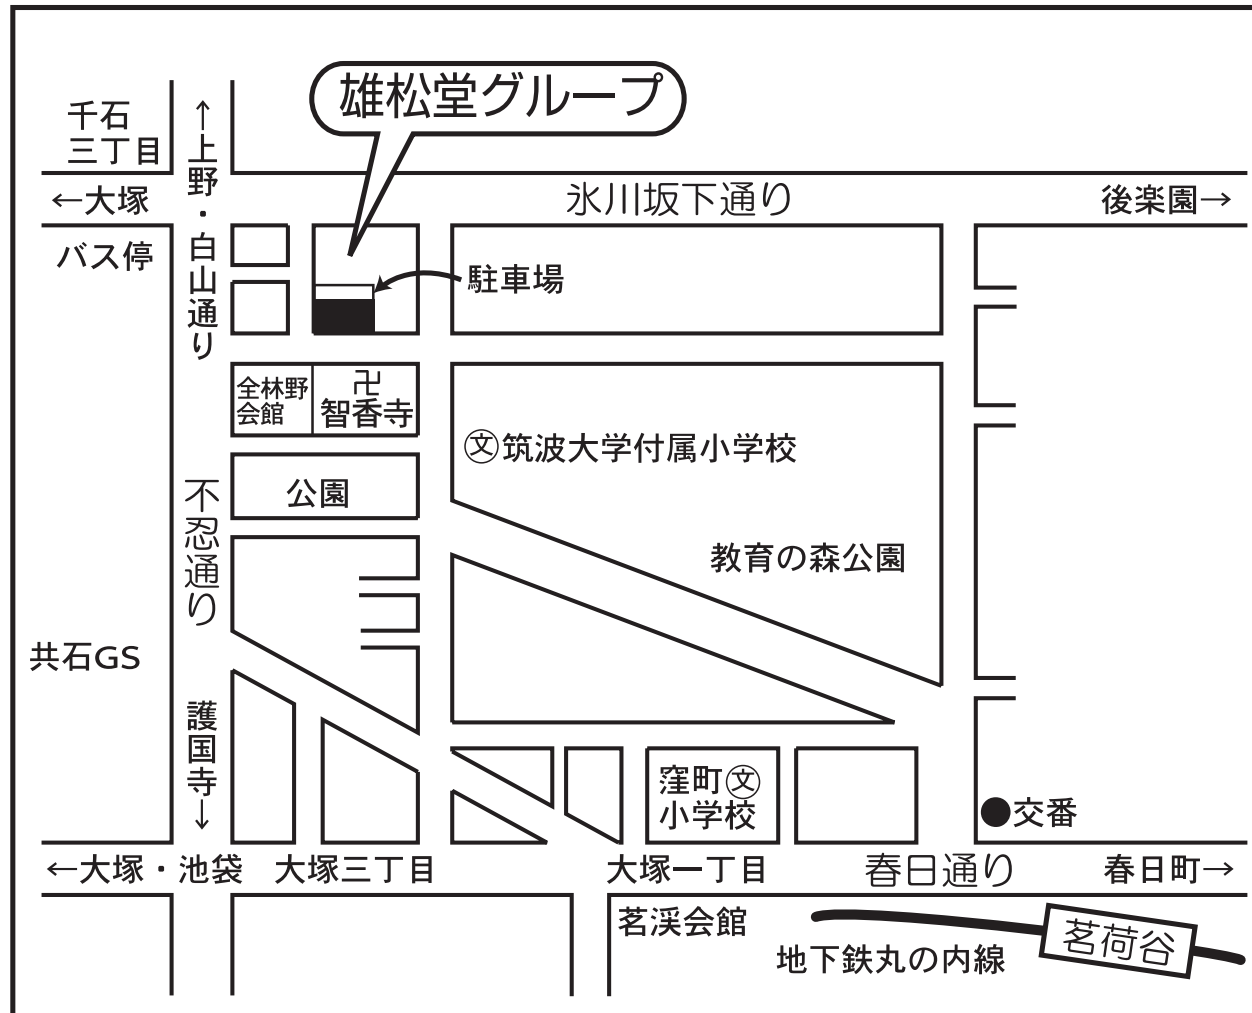 雄松堂グループ
千石
三丁目
↑上野・白山通り
←大塚
氷川坂下通り
後楽園→
バス停
駐車場
全林野
会館
卍
智香寺
㊛筑波大学付属小学校
公園
不忍通り
教育の森公園
共石GS
護国寺↓
窪町文
小学校
●交番
←大塚・池袋
大塚三丁目
大塚一丁目
春日通り
春日町→
茗渓会館
地下鉄丸の内線
茗荷谷